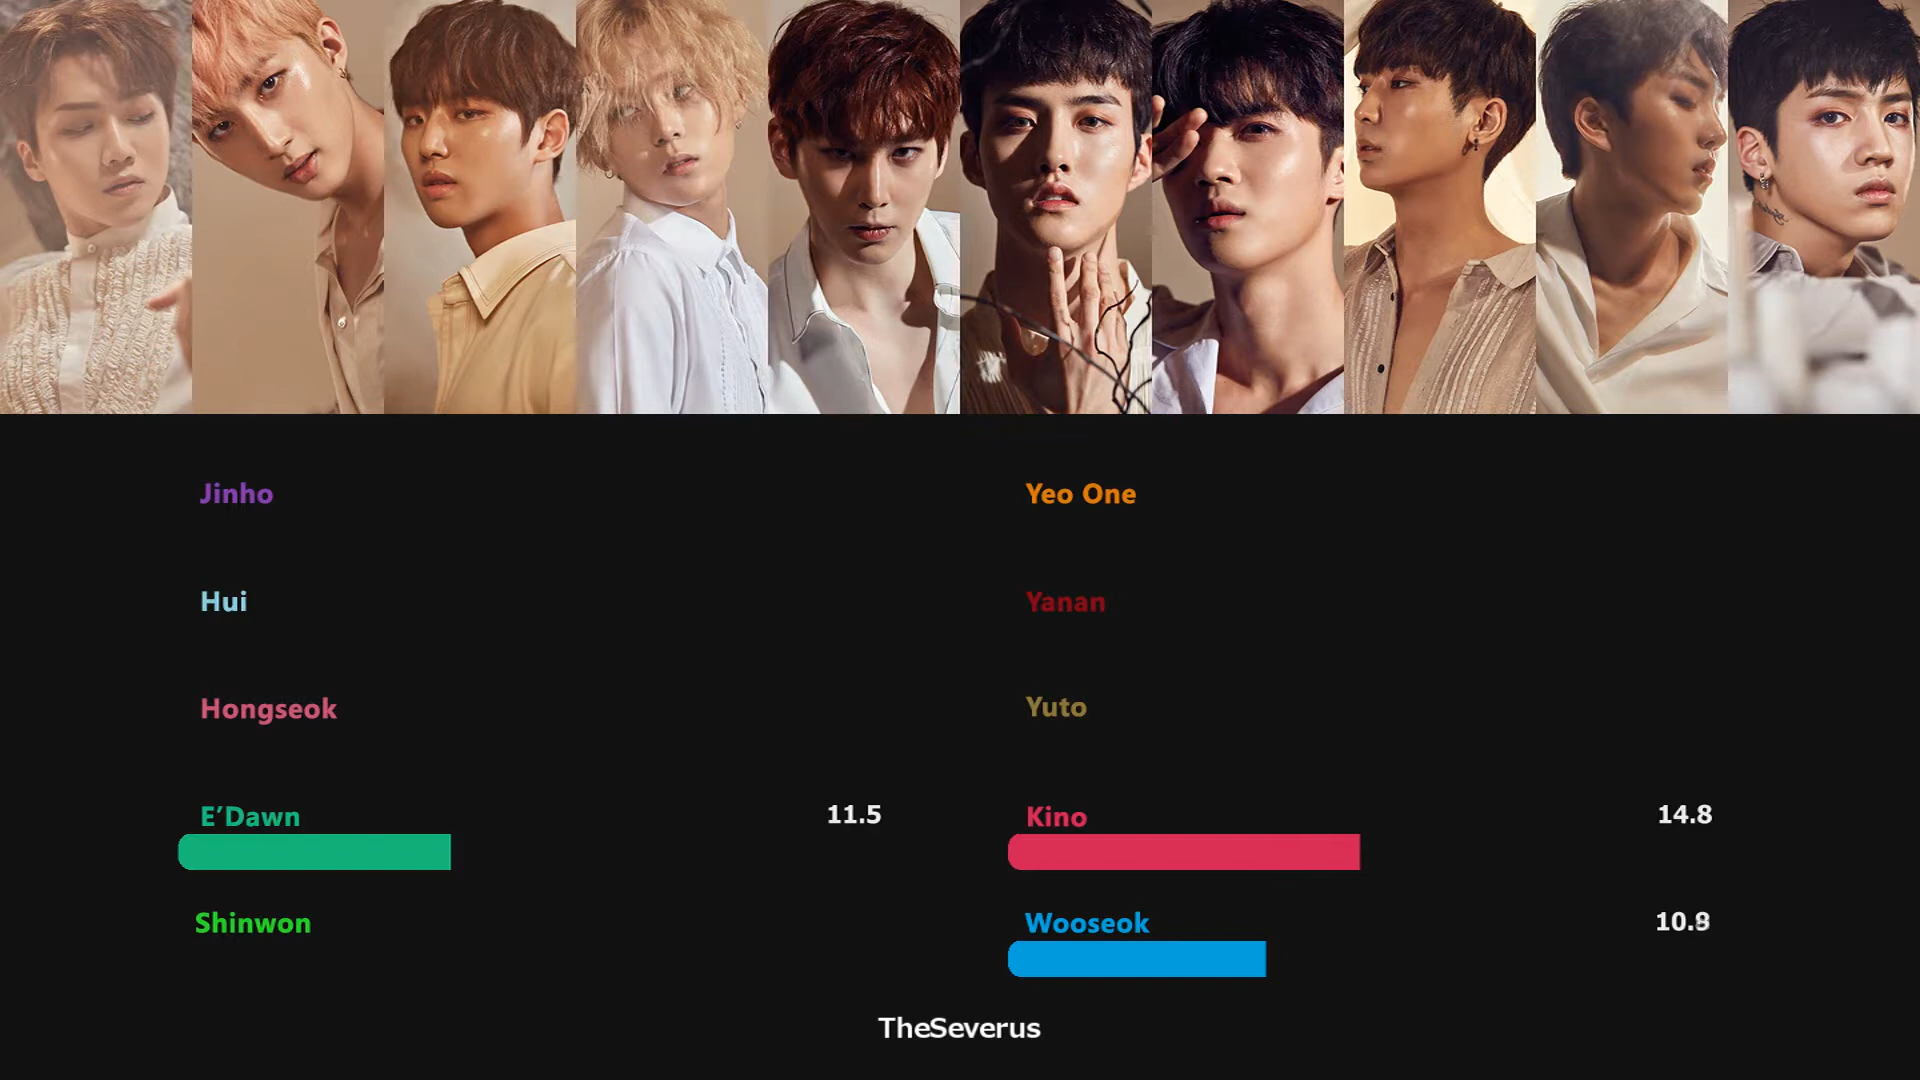 Jinho
Hui
Hongseok
E’Dawn 11.5
Shinwon
Yeo One
Yanan
Yuto
Kino 14.8
Wooseok 10.8
TheSeverus